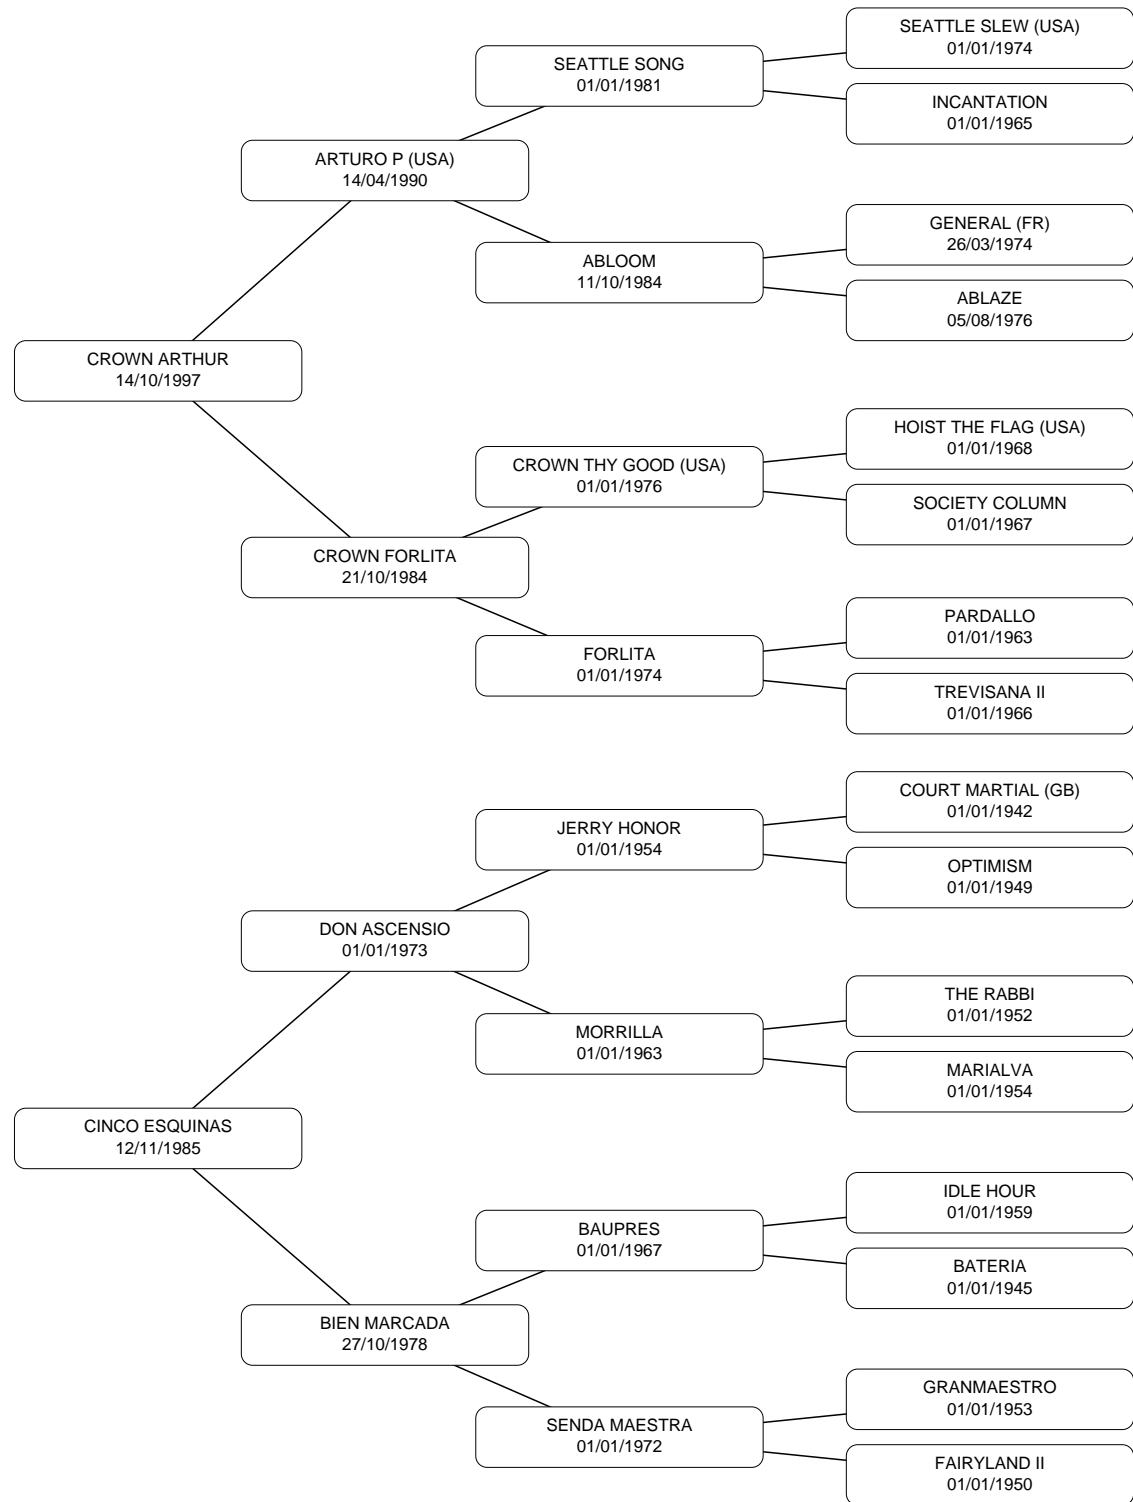 SEATTLE SLEW (USA)
01/01/1974
SEATTLE SONG
01/01/1981
INCANTATION
01/01/1965
ARTURO P (USA)
14/04/1990
GENERAL (FR)
26/03/1974
ABLOOM
11/10/1984
ABLAZE
05/08/1976
CROWN ARTHUR
14/10/1997
HOIST THE FLAG (USA)
01/01/1968
CROWN THY GOOD (USA)
01/01/1976
SOCIETY COLUMN
01/01/1967
CROWN FORLITA
21/10/1984
PARDALLO
01/01/1963
FORLITA
01/01/1974
TREVISANA II
01/01/1966
COURT MARTIAL (GB)
01/01/1942
JERRY HONOR
01/01/1954
OPTIMISM
01/01/1949
DON ASCENSIO
01/01/1973
THE RABBI
01/01/1952
MORRILLA
01/01/1963
MARIALVA
01/01/1954
CINCO ESQUINAS
12/11/1985
IDLE HOUR
01/01/1959
BAUPRES
01/01/1967
BATERIA
01/01/1945
BIEN MARCADA
27/10/1978
GRANMAESTRO
01/01/1953
SENDA MAESTRA
01/01/1972
FAIRYLAND II
01/01/1950